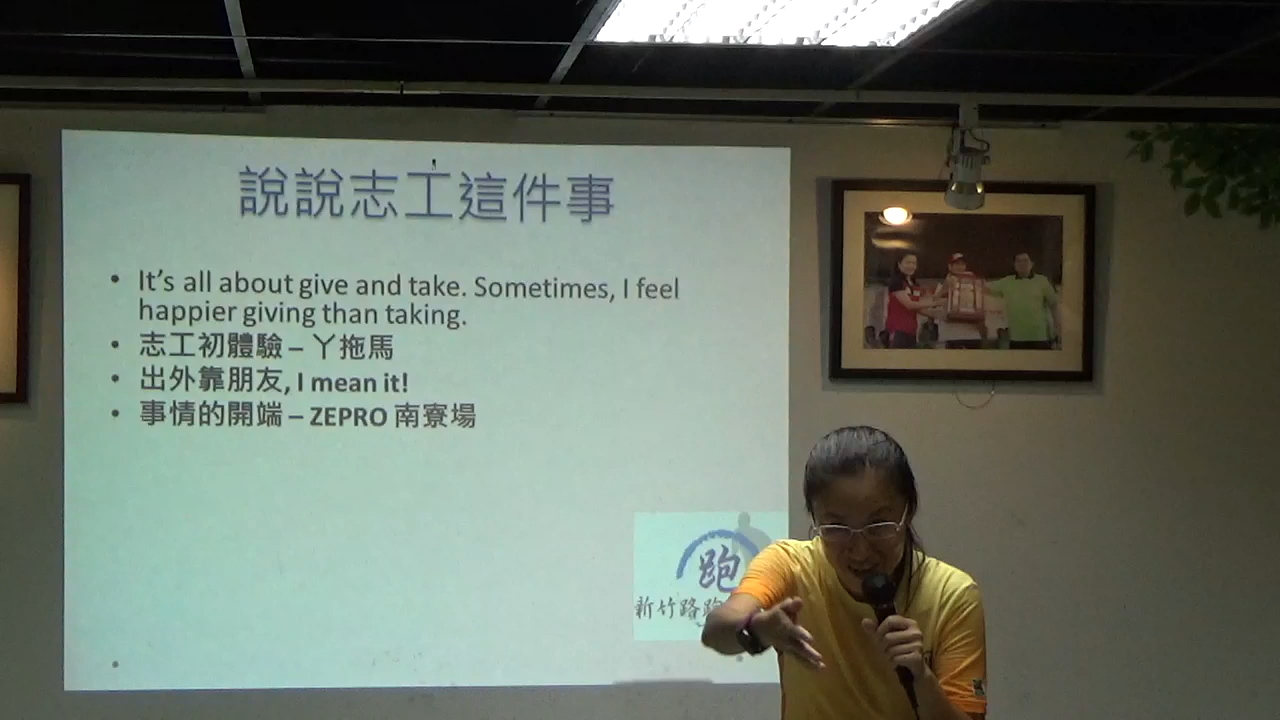 說說志工這件事
• It's all about give and take. Sometimes, I feel
happier giving than taking.
• 志工初體驗 – ㄚ拖馬
• 出外靠朋友, I mean it!
• 事情的開端 – ZEPRO 南寮場
跑
新竹路跑